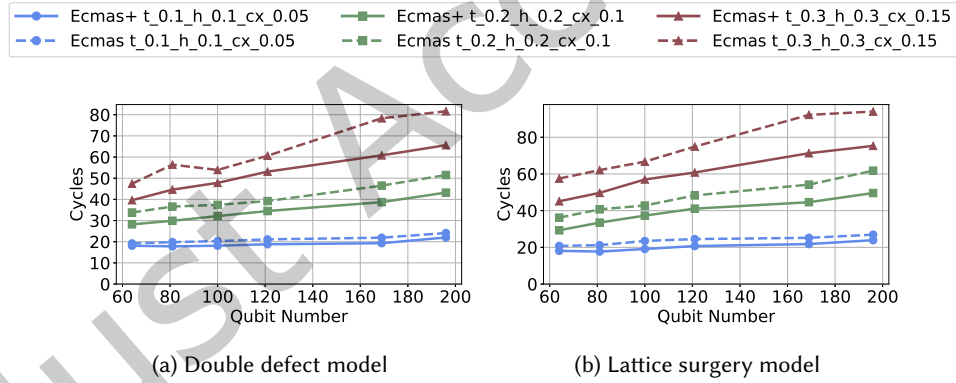 Ecmas+ t_0.1_h_0.1_cx_0.05 Ecmas+ t_0.2_h_0.2_cx_0.1 Ecmas+ t_0.3_h_0.3_cx_0.15
Ecmas t_0.1_h_0.1_cx_0.05 Ecmas t_0.2_h_0.2_cx_0.1 Ecmas t_0.3_h_0.3_cx_0.15
Cycles
80
70
60
50
40
30
20
10
0
60 80 100 120 140 160 180 200
Qubit Number
(a) Double defect model
Cycles
80
60
40
20
0
60 80 100 120 140 160 180 200
Qubit Number
(b) Lattice surgery model
Just Acc